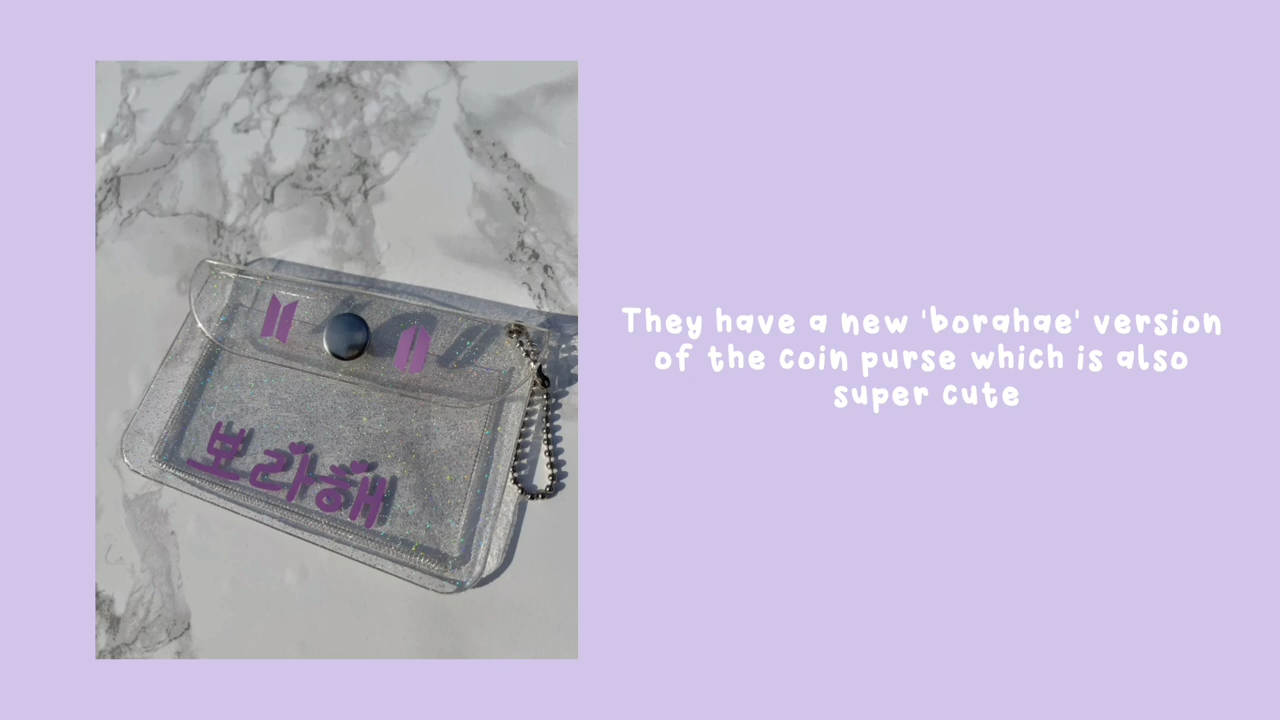 보라해
They have a new 'borahae' version
of the coin purse which is also
super cute